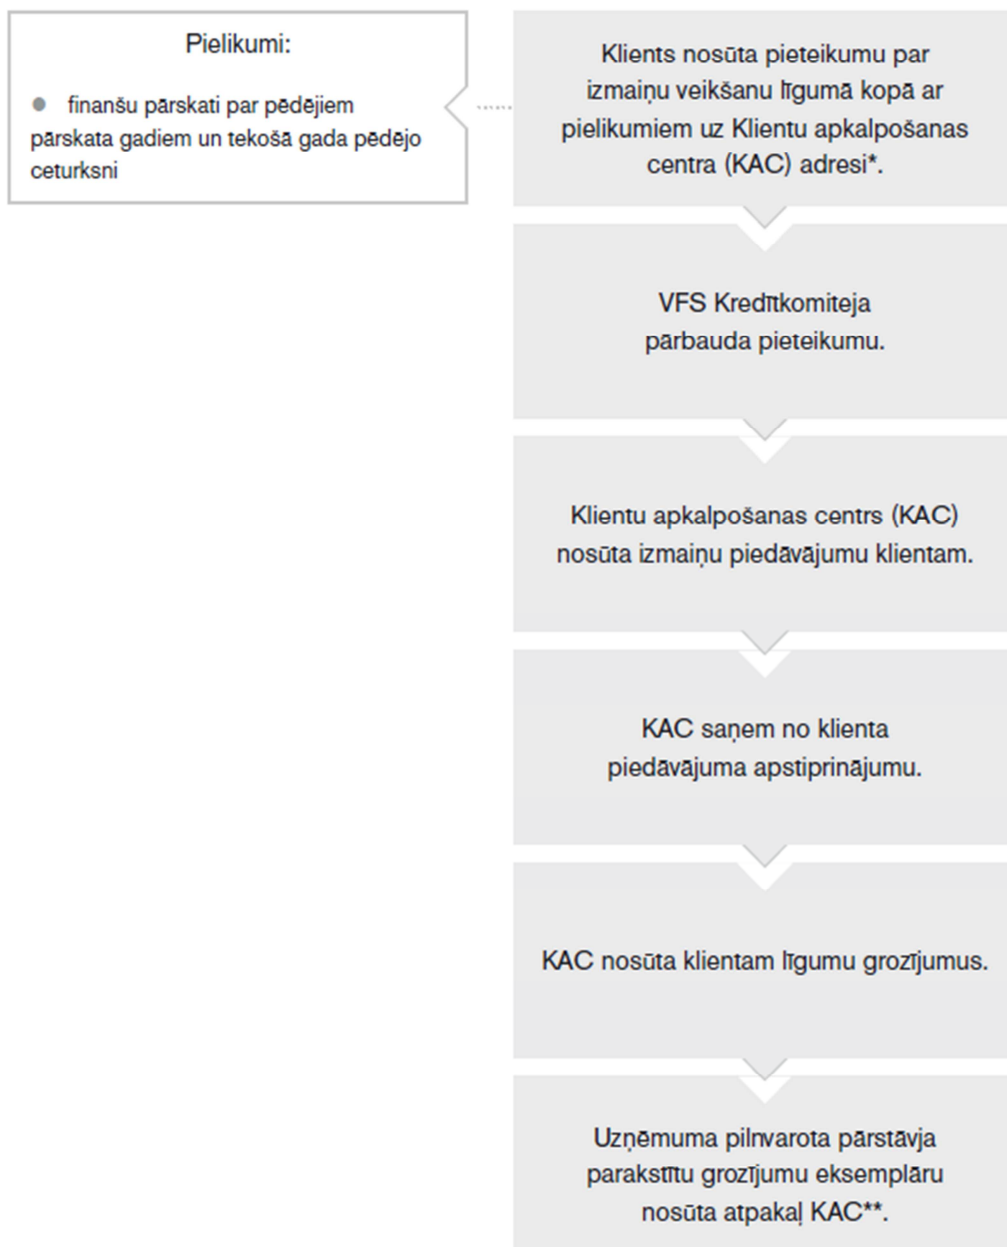 Pielikumi:
● finanšu pārskati par pēdējiem
pārskata gadiem un tekošā gada pēdējo
ceturksni
Klients nosūta pieteikumu par
izmaiņu veikšanu līgumā kopā ar
pielikumiem uz Klientu apkalpošanas
centra (KAC) adresi*.
VFS Kredītkomiteja
pārbauda pieteikumu.
Klientu apkalpošanas centrs (KAC)
nosūta izmaiņu piedāvājumu klientam.
KAC saņem no klienta
piedāvājuma apstiprinājumu.
KAC nosūta klientam līgumu grozījumus.
Uzņēmuma pilnvarota pārstāvja
parakstītu grozījumu eksemplāru
nosūta atpakaļ KAC**.